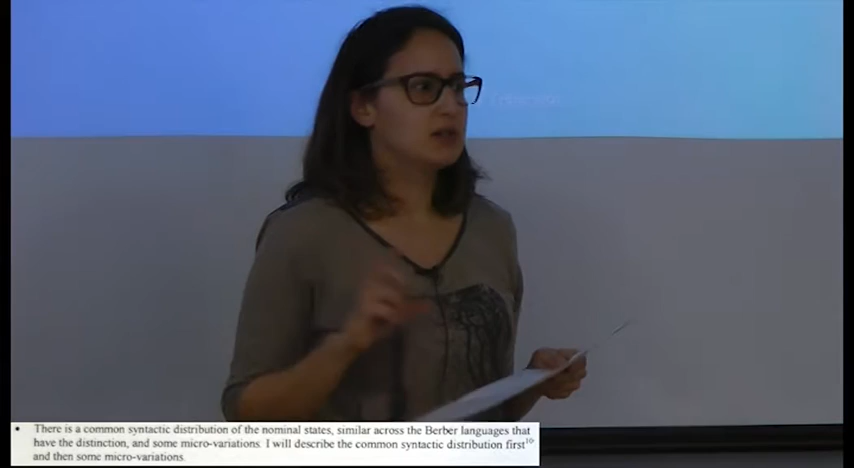 • There is a common syntactic distribution of the nominal states, similar across the Berber languages that
have the distinction, and some micro-variations. I will describe the common syntactic distribution first¹⁰
and then some micro-variations.